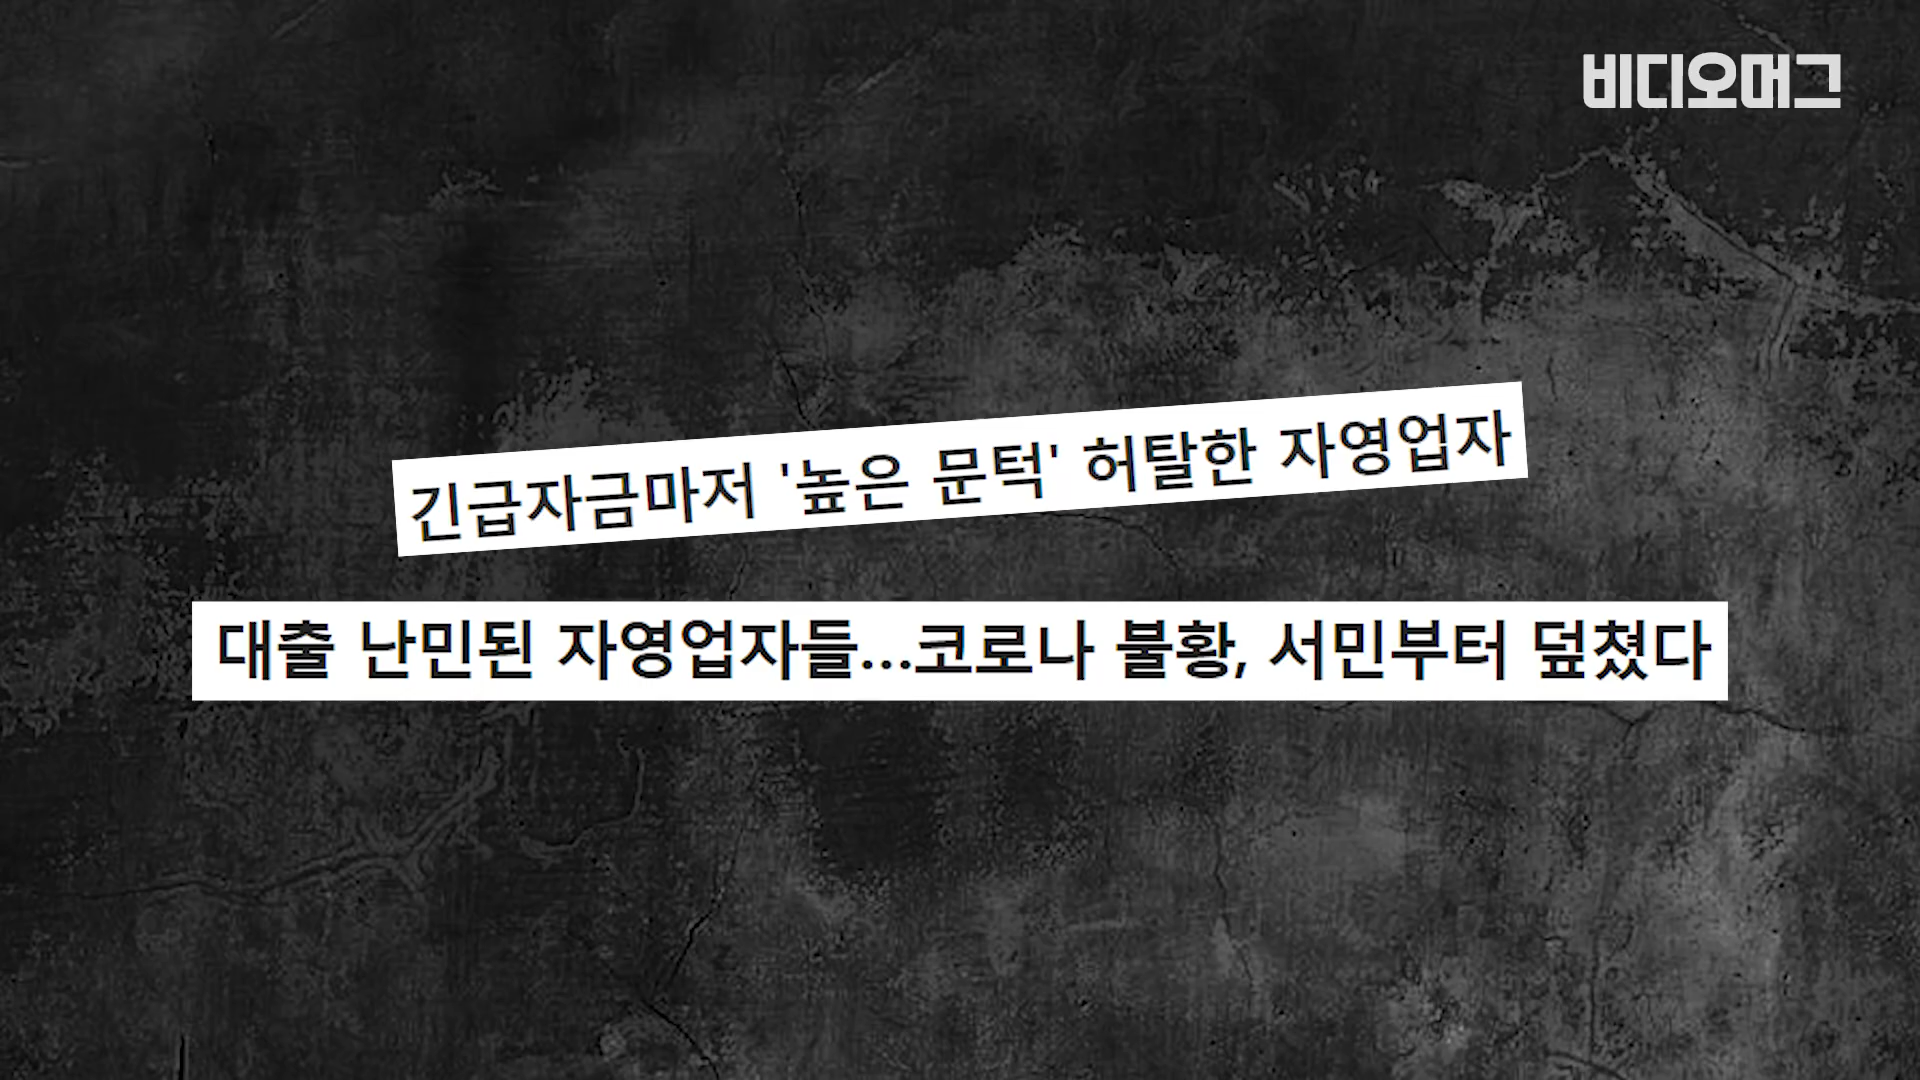 비디오머그
긴급자금마저 '높은 문턱' 허탈한 자영업자
대출 난민된 자영업자들...코로나 불황, 서민부터 덮쳤다